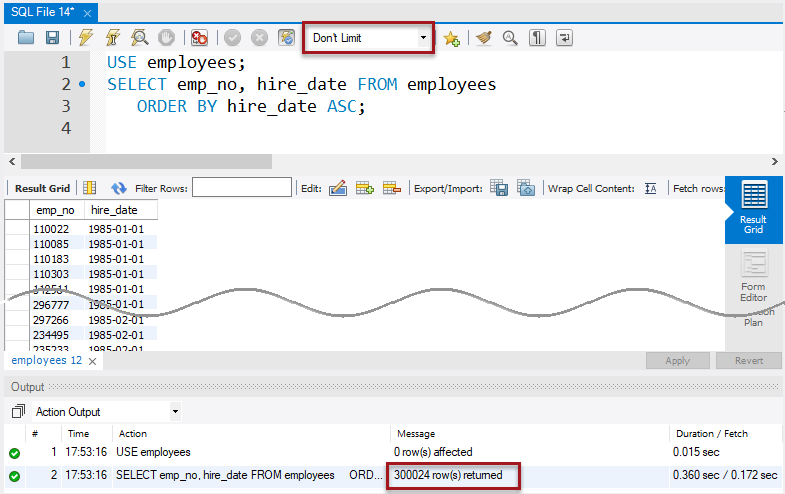 SQL File 14*
Don't Limit
1 USE employees;
2 SELECT emp_no, hire_date FROM employees
3 ORDER BY hire_date ASC;
4
Result Grid Filter Rows: Edit: Export/Import: Wrap Cell Content: Fetch rows:
emp_no hire_date
110022 1985-01-01
110085 1985-01-01
110183 1985-01-01
110303 1985-01-01
1985-01-01
296777 1985-01-01
297266 1985-02-01
234495 1985-02-01
235233 1985-02-01
Result
Grid
Form
Editor
Plan
employees 12
Apply Revert
Output
Action Output
# Time Action Message Duration / Fetch
1 17:53:16 USE employees 0 row(s) affected 0.015 sec
2 17:53:16 SELECT emp_no, hire_date FROM employees ORD... 300024 row(s) returned 0.360 sec / 0.172 sec